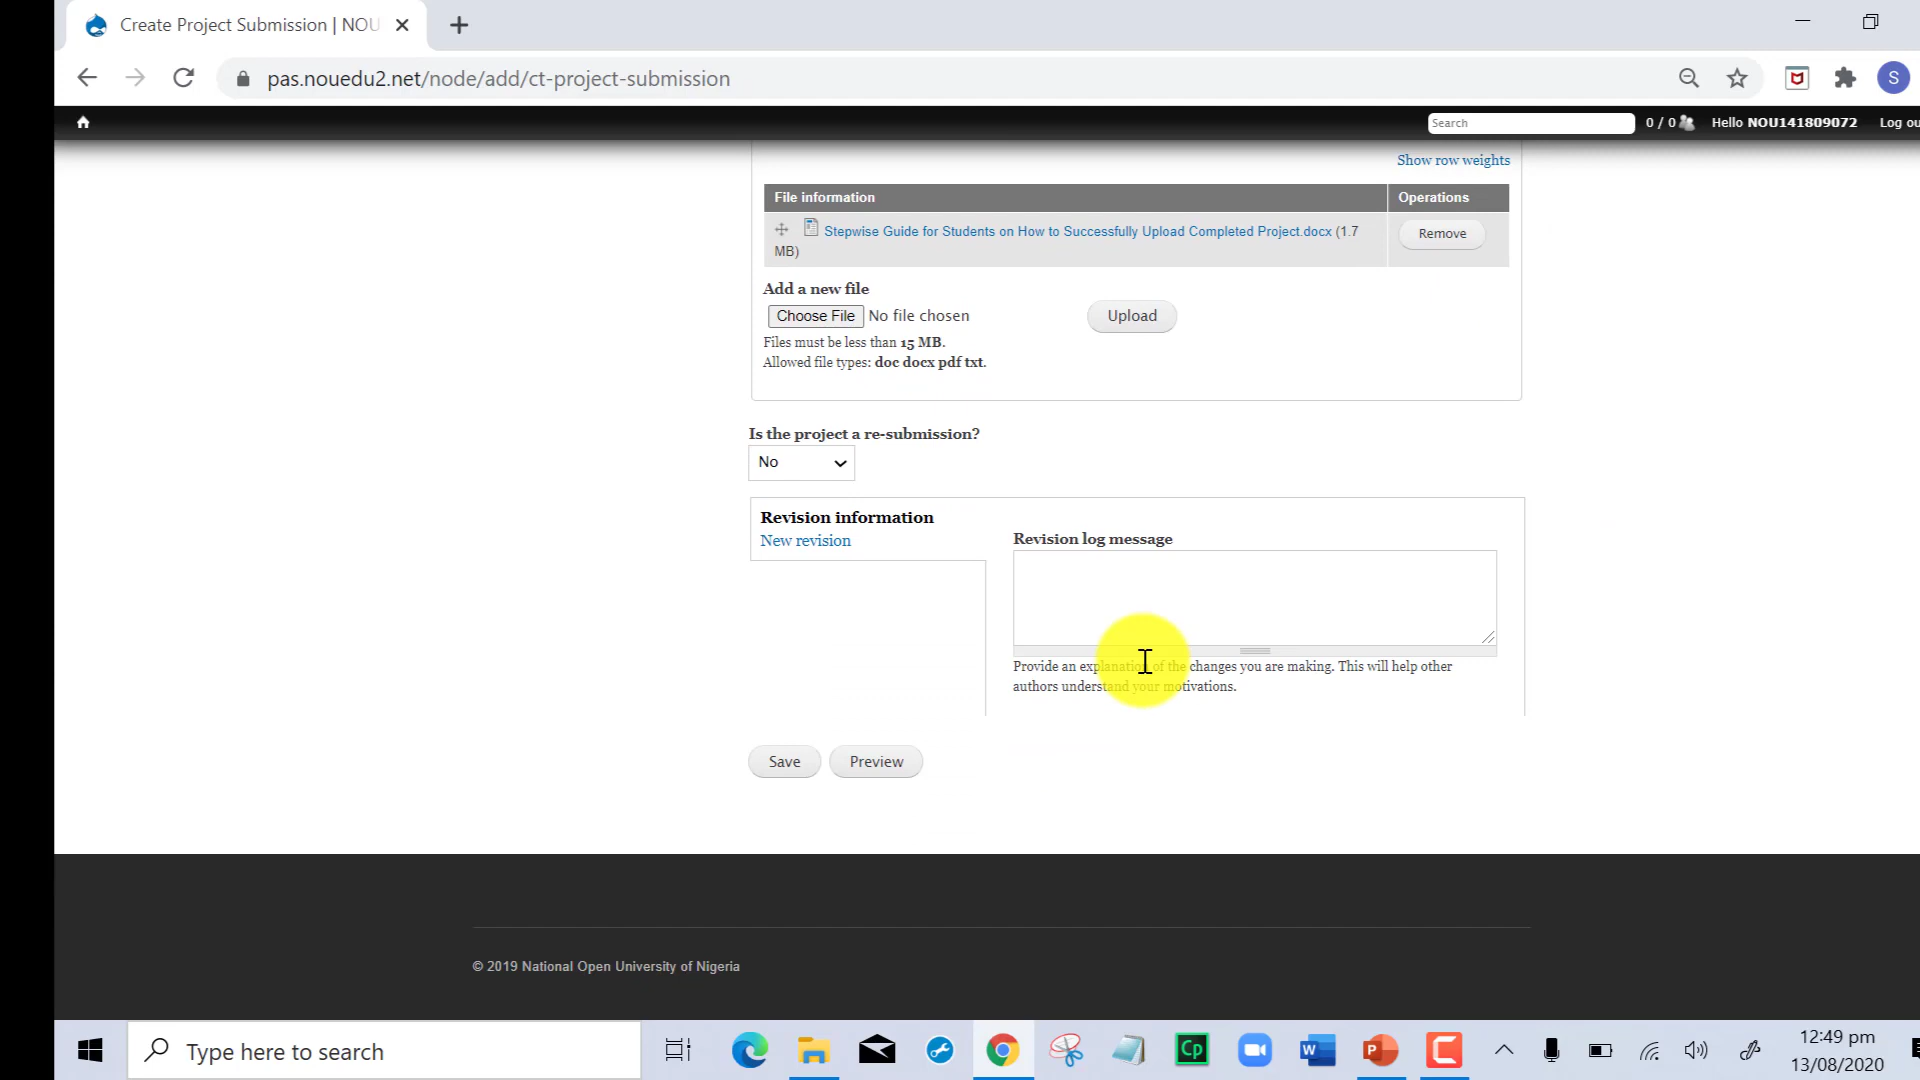 Create Project Submission | NOU
pas.nouedu2.net/node/add/ct-project-submission
S
Search
0 / 0
Hello NOU141809072
Log ou
Show row weights
File information
Operations
Stepwise Guide for Students on How to Successfully Upload Completed Project.docx (1.7
MB)
Remove
Add a new file
Choose File No file chosen
Upload
Files must be less than 15 MB.
Allowed file types: doc docx pdf txt.
Is the project a re-submission?
No
Revision information
New revision
Revision log message
Provide an explanation of the changes you are making. This will help other
authors understand your motivations.
Save
Preview
© 2019 National Open University of Nigeria
Type here to search
Cp
W
P
12:49 pm
13/08/2020